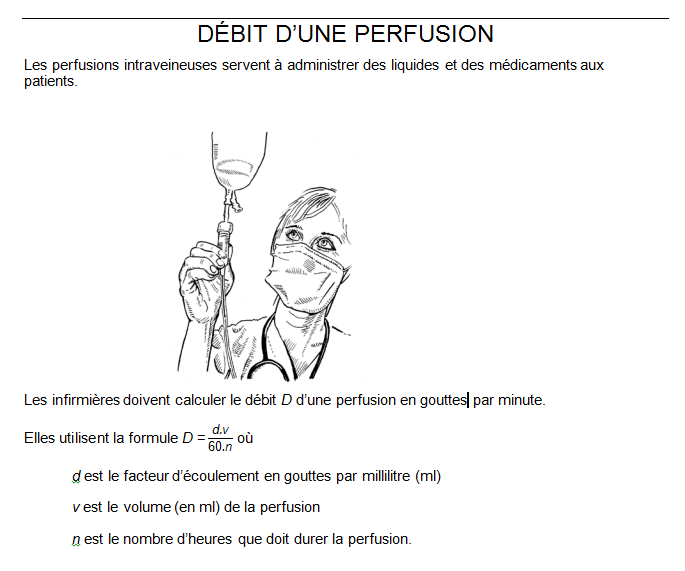 DÉBIT D’UNE PERFUSION
Les perfusions intraveineuses servent à administrer des liquides et des médicaments aux
patients.
Les infirmières doivent calculer le débit D d’une perfusion en gouttes par minute.
Elles utilisent la formule D = d.v/60.n où
d est le facteur d’écoulement en gouttes par millilitre (ml)
v est le volume (en ml) de la perfusion
n est le nombre d’heures que doit durer la perfusion.